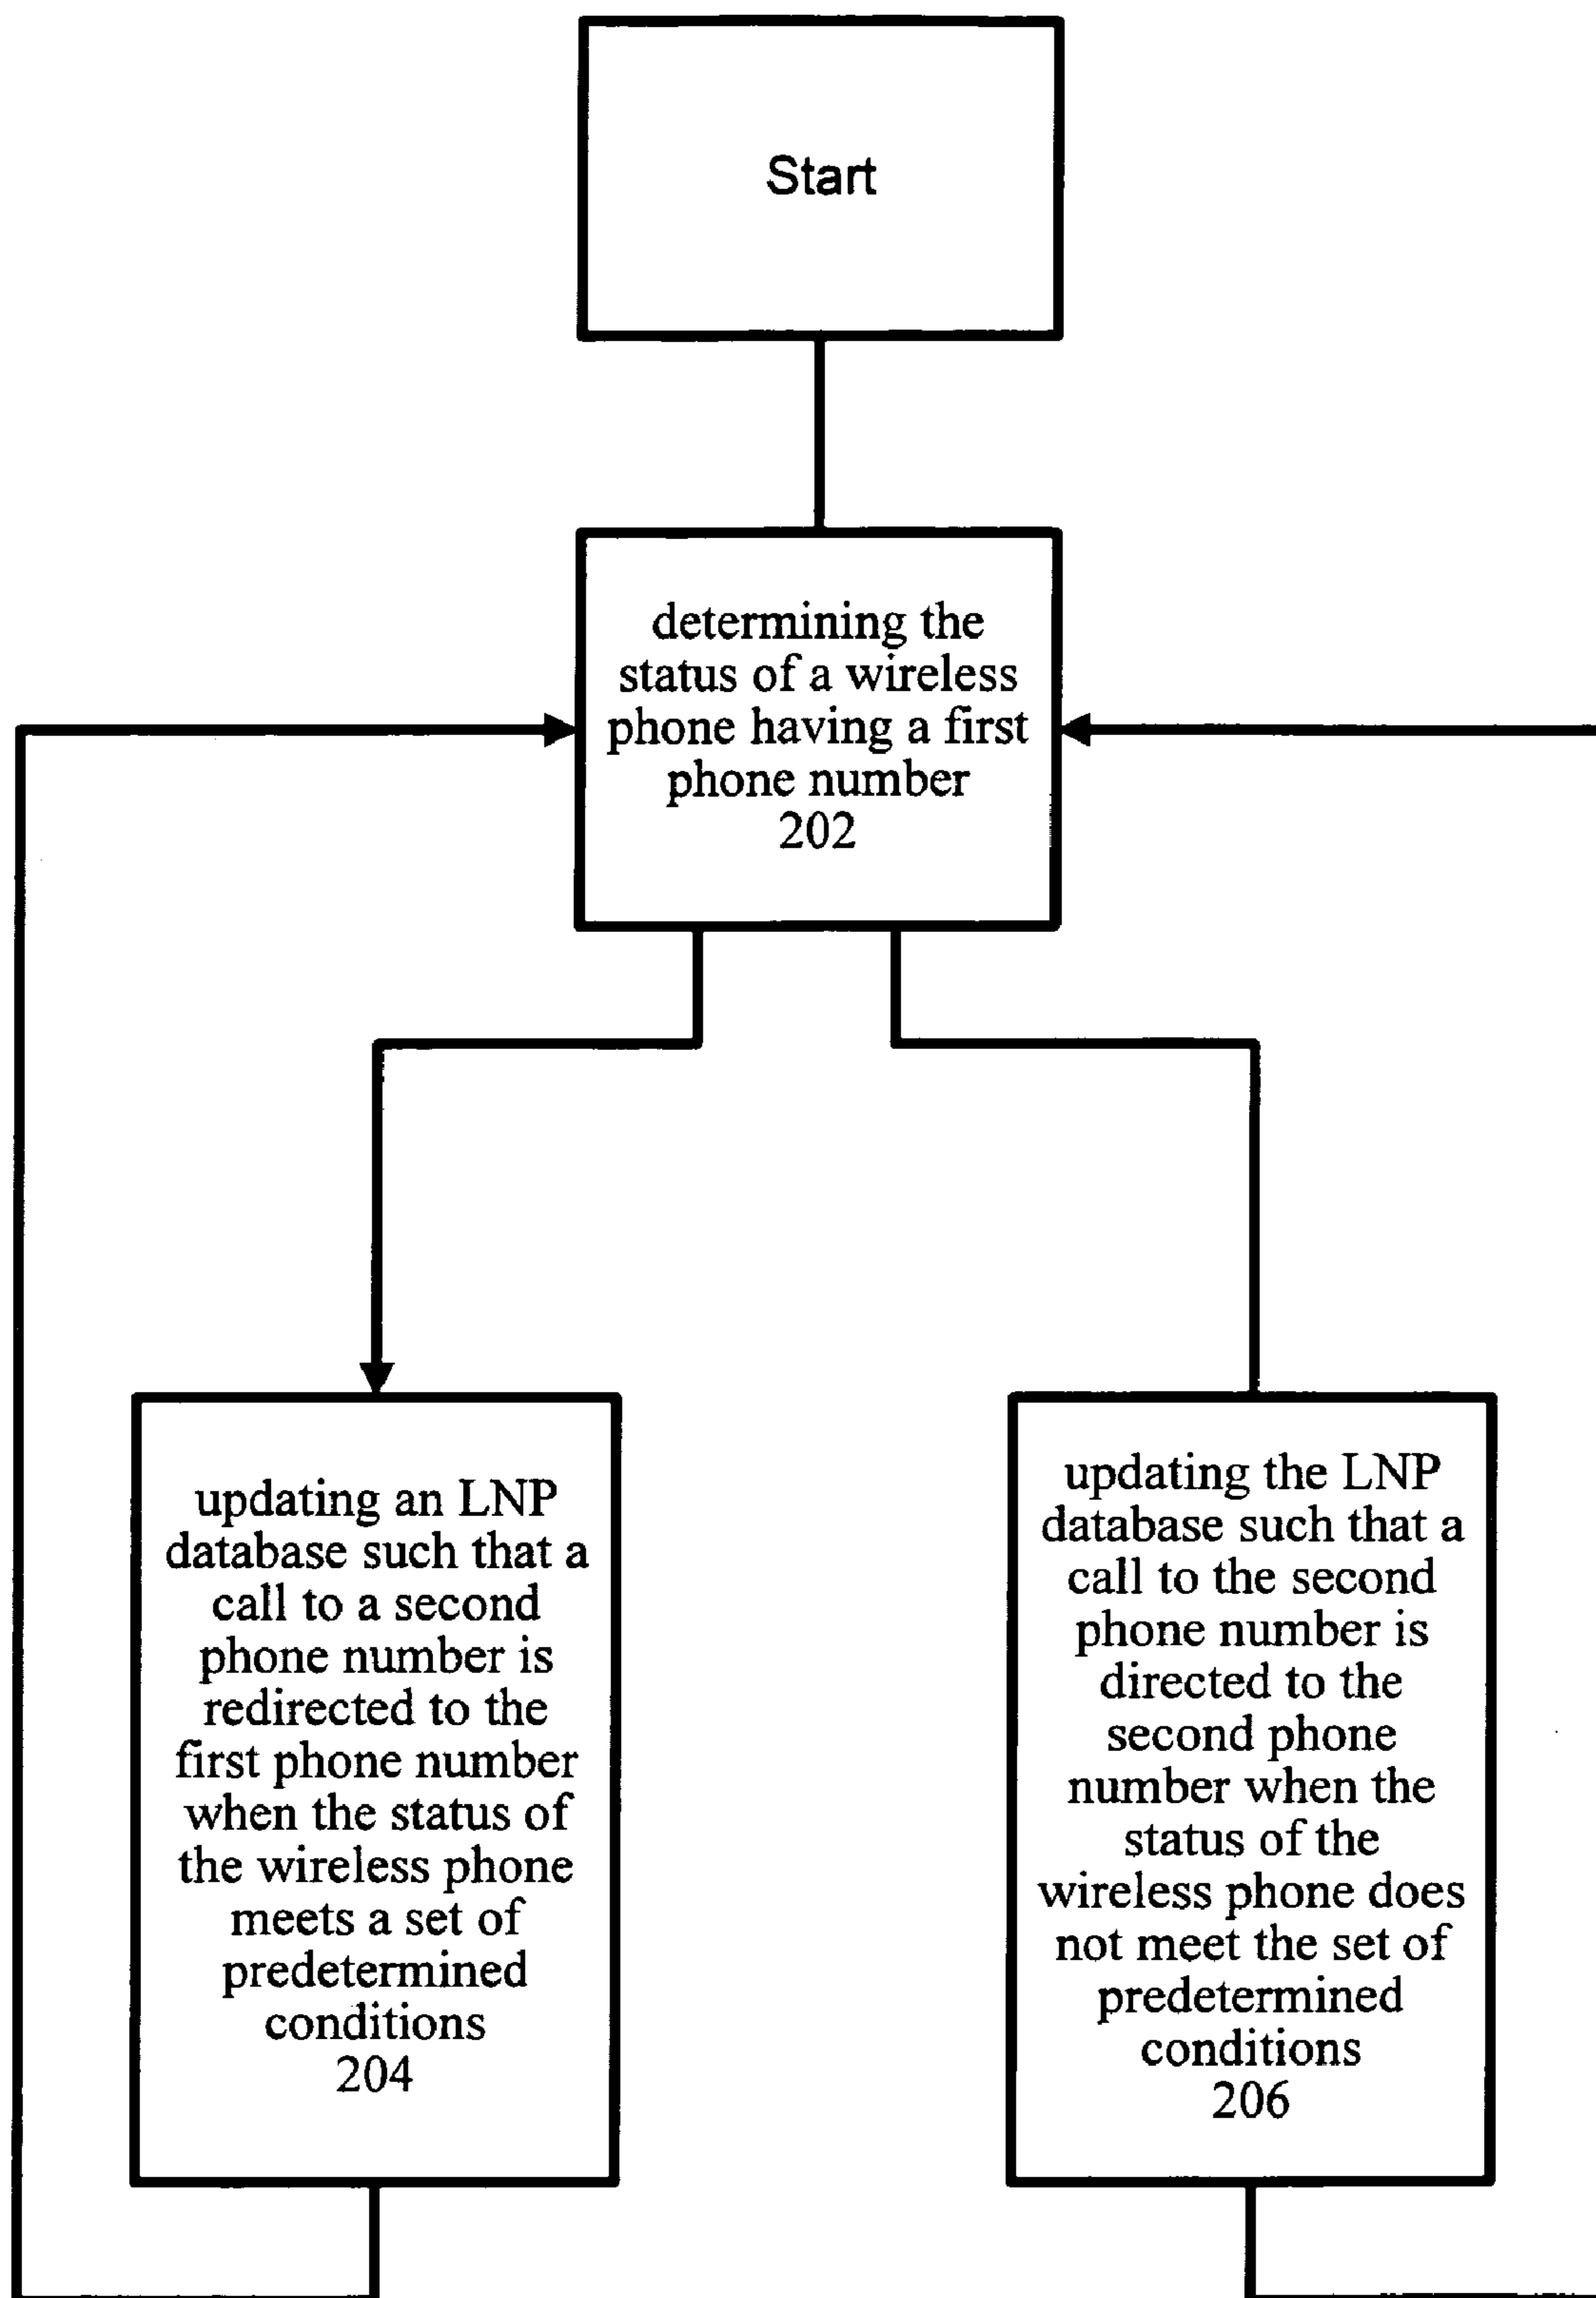 Start
determining the
status of a wireless
phone having a first
phone number
202
updating an LNP
database such that a
call to a second
phone number is
redirected to the
first phone number
when the status of
the wireless phone
meets a set of
predetermined
conditions
204
updating the LNP
database such that a
call to the second
phone number is
directed to the
second phone
number when the
status of the
wireless phone does
not meet the set of
predetermined
conditions
206